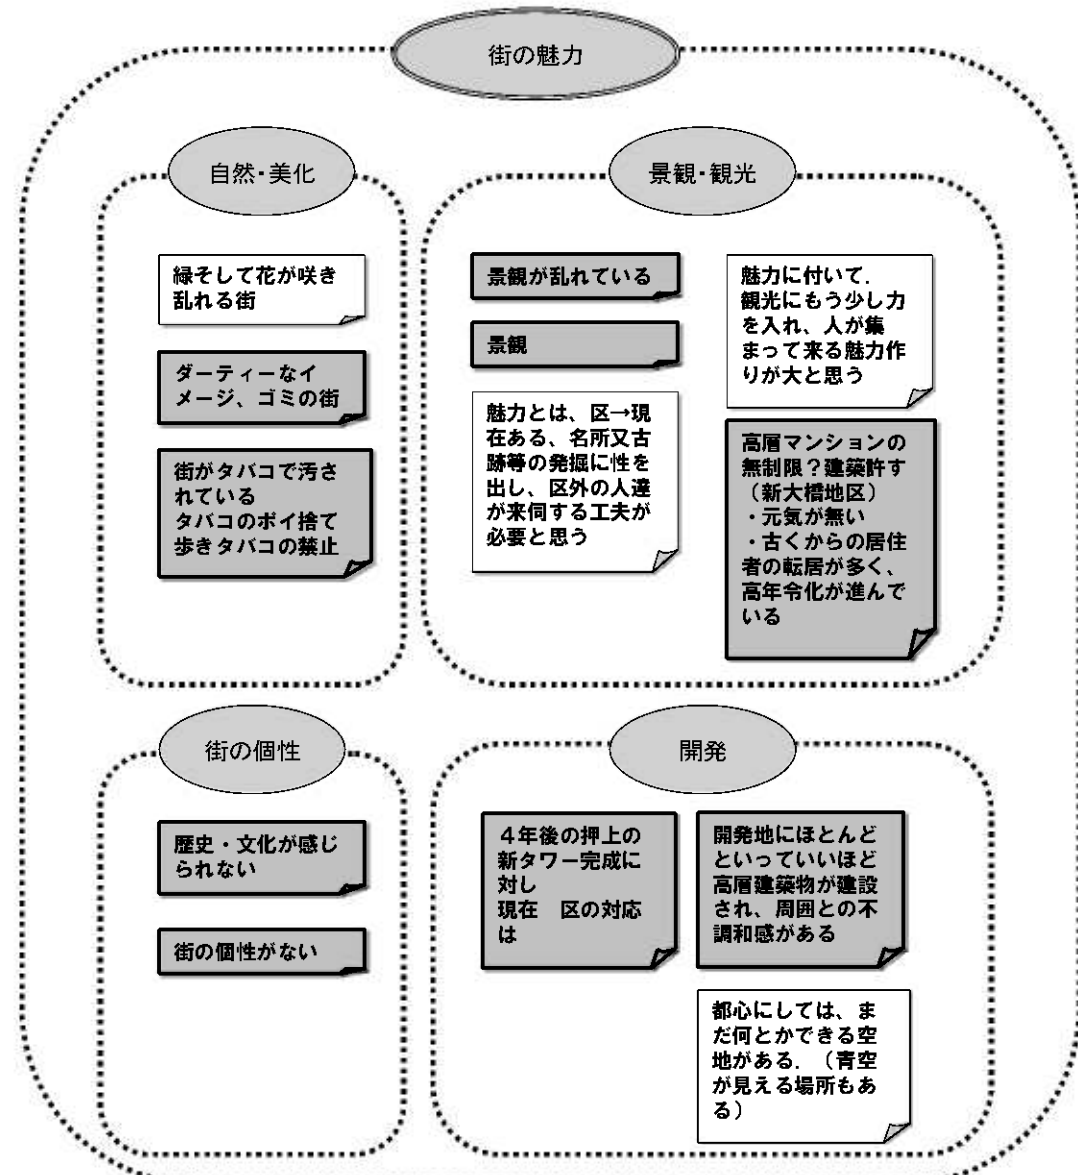 街の魅力
自然・美化
緑そして花が咲き
乱れる街
ダーティーなイ
メージ、ゴミの街
街がタバコで汚さ
れている
タバコのポイ捨て
歩きタバコの禁止
景観・観光
景観が乱れている
景観
魅力とは、区→現
在ある、名所又古
跡等の発掘に性を
出し、区外の人達
が来伺する工夫が
必要と思う
魅力に付いて.
観光にもう少し力
を入れ、人が集
まって来る魅力作
りが大と思う
高層マンションの
無制限？建築許す
（新大橋地区）
・元気が無い
・古くからの居住
者の転居が多く、
高年令化が進んで
いる
街の個性
歴史・文化が感じ
られない
街の個性がない
開発
４年後の押上の
新タワー完成に
対し
現在　区の対応
は
開発地にほとんど
といっていいほど
高層建築物が建設
され、周囲との不
調和感がある
都心にしては、ま
だ何とかできる空
地がある.（青空
が見える場所もあ
る）